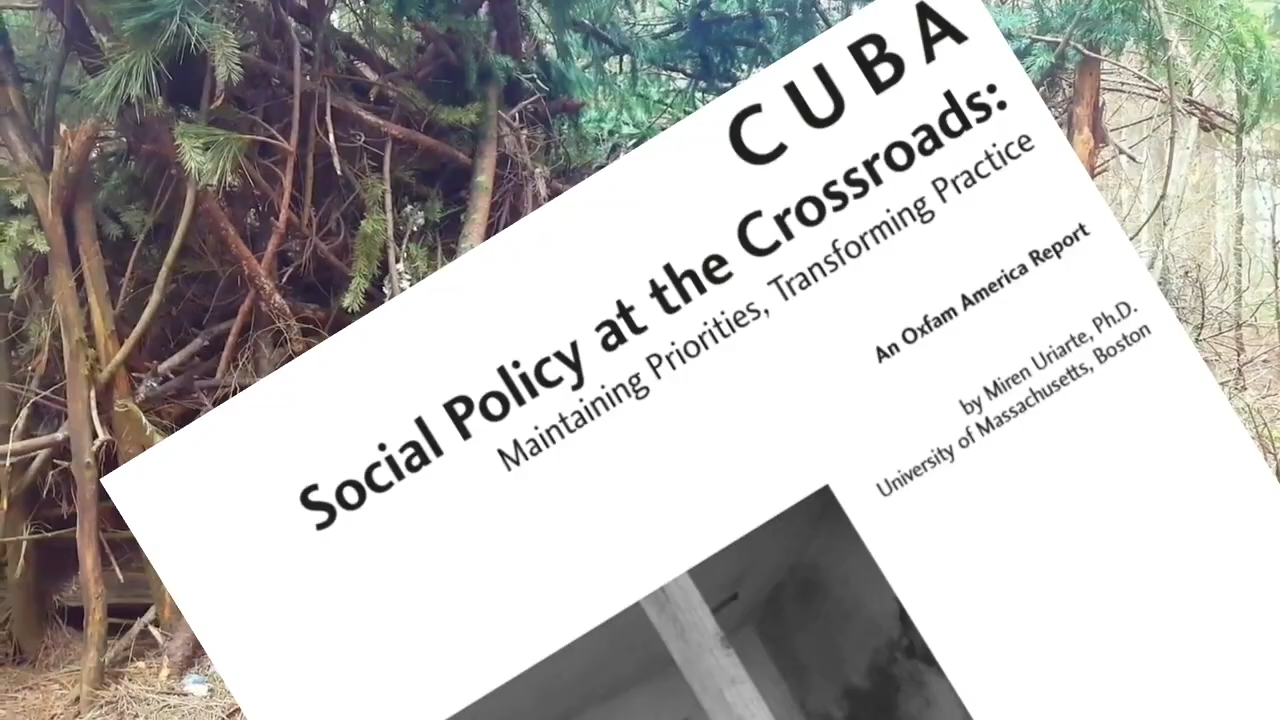 CUBA
Social Policy at the Crossroads:
Maintaining Priorities, Transforming Practice
An Oxfam America Report
by Miren Uriarte, Ph.D.
University of Massachusetts, Boston